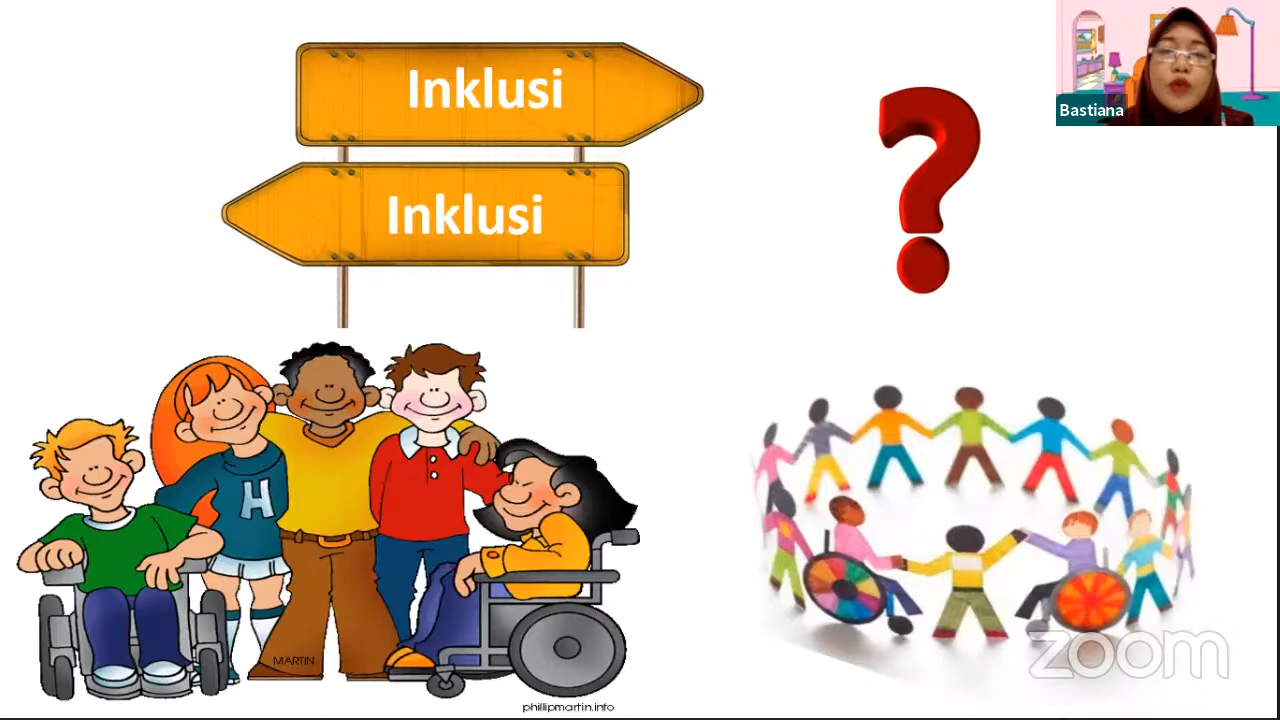 Inklusi
Inklusi
Bastiana
H
MARTIN
phillipmartin.info
zoom